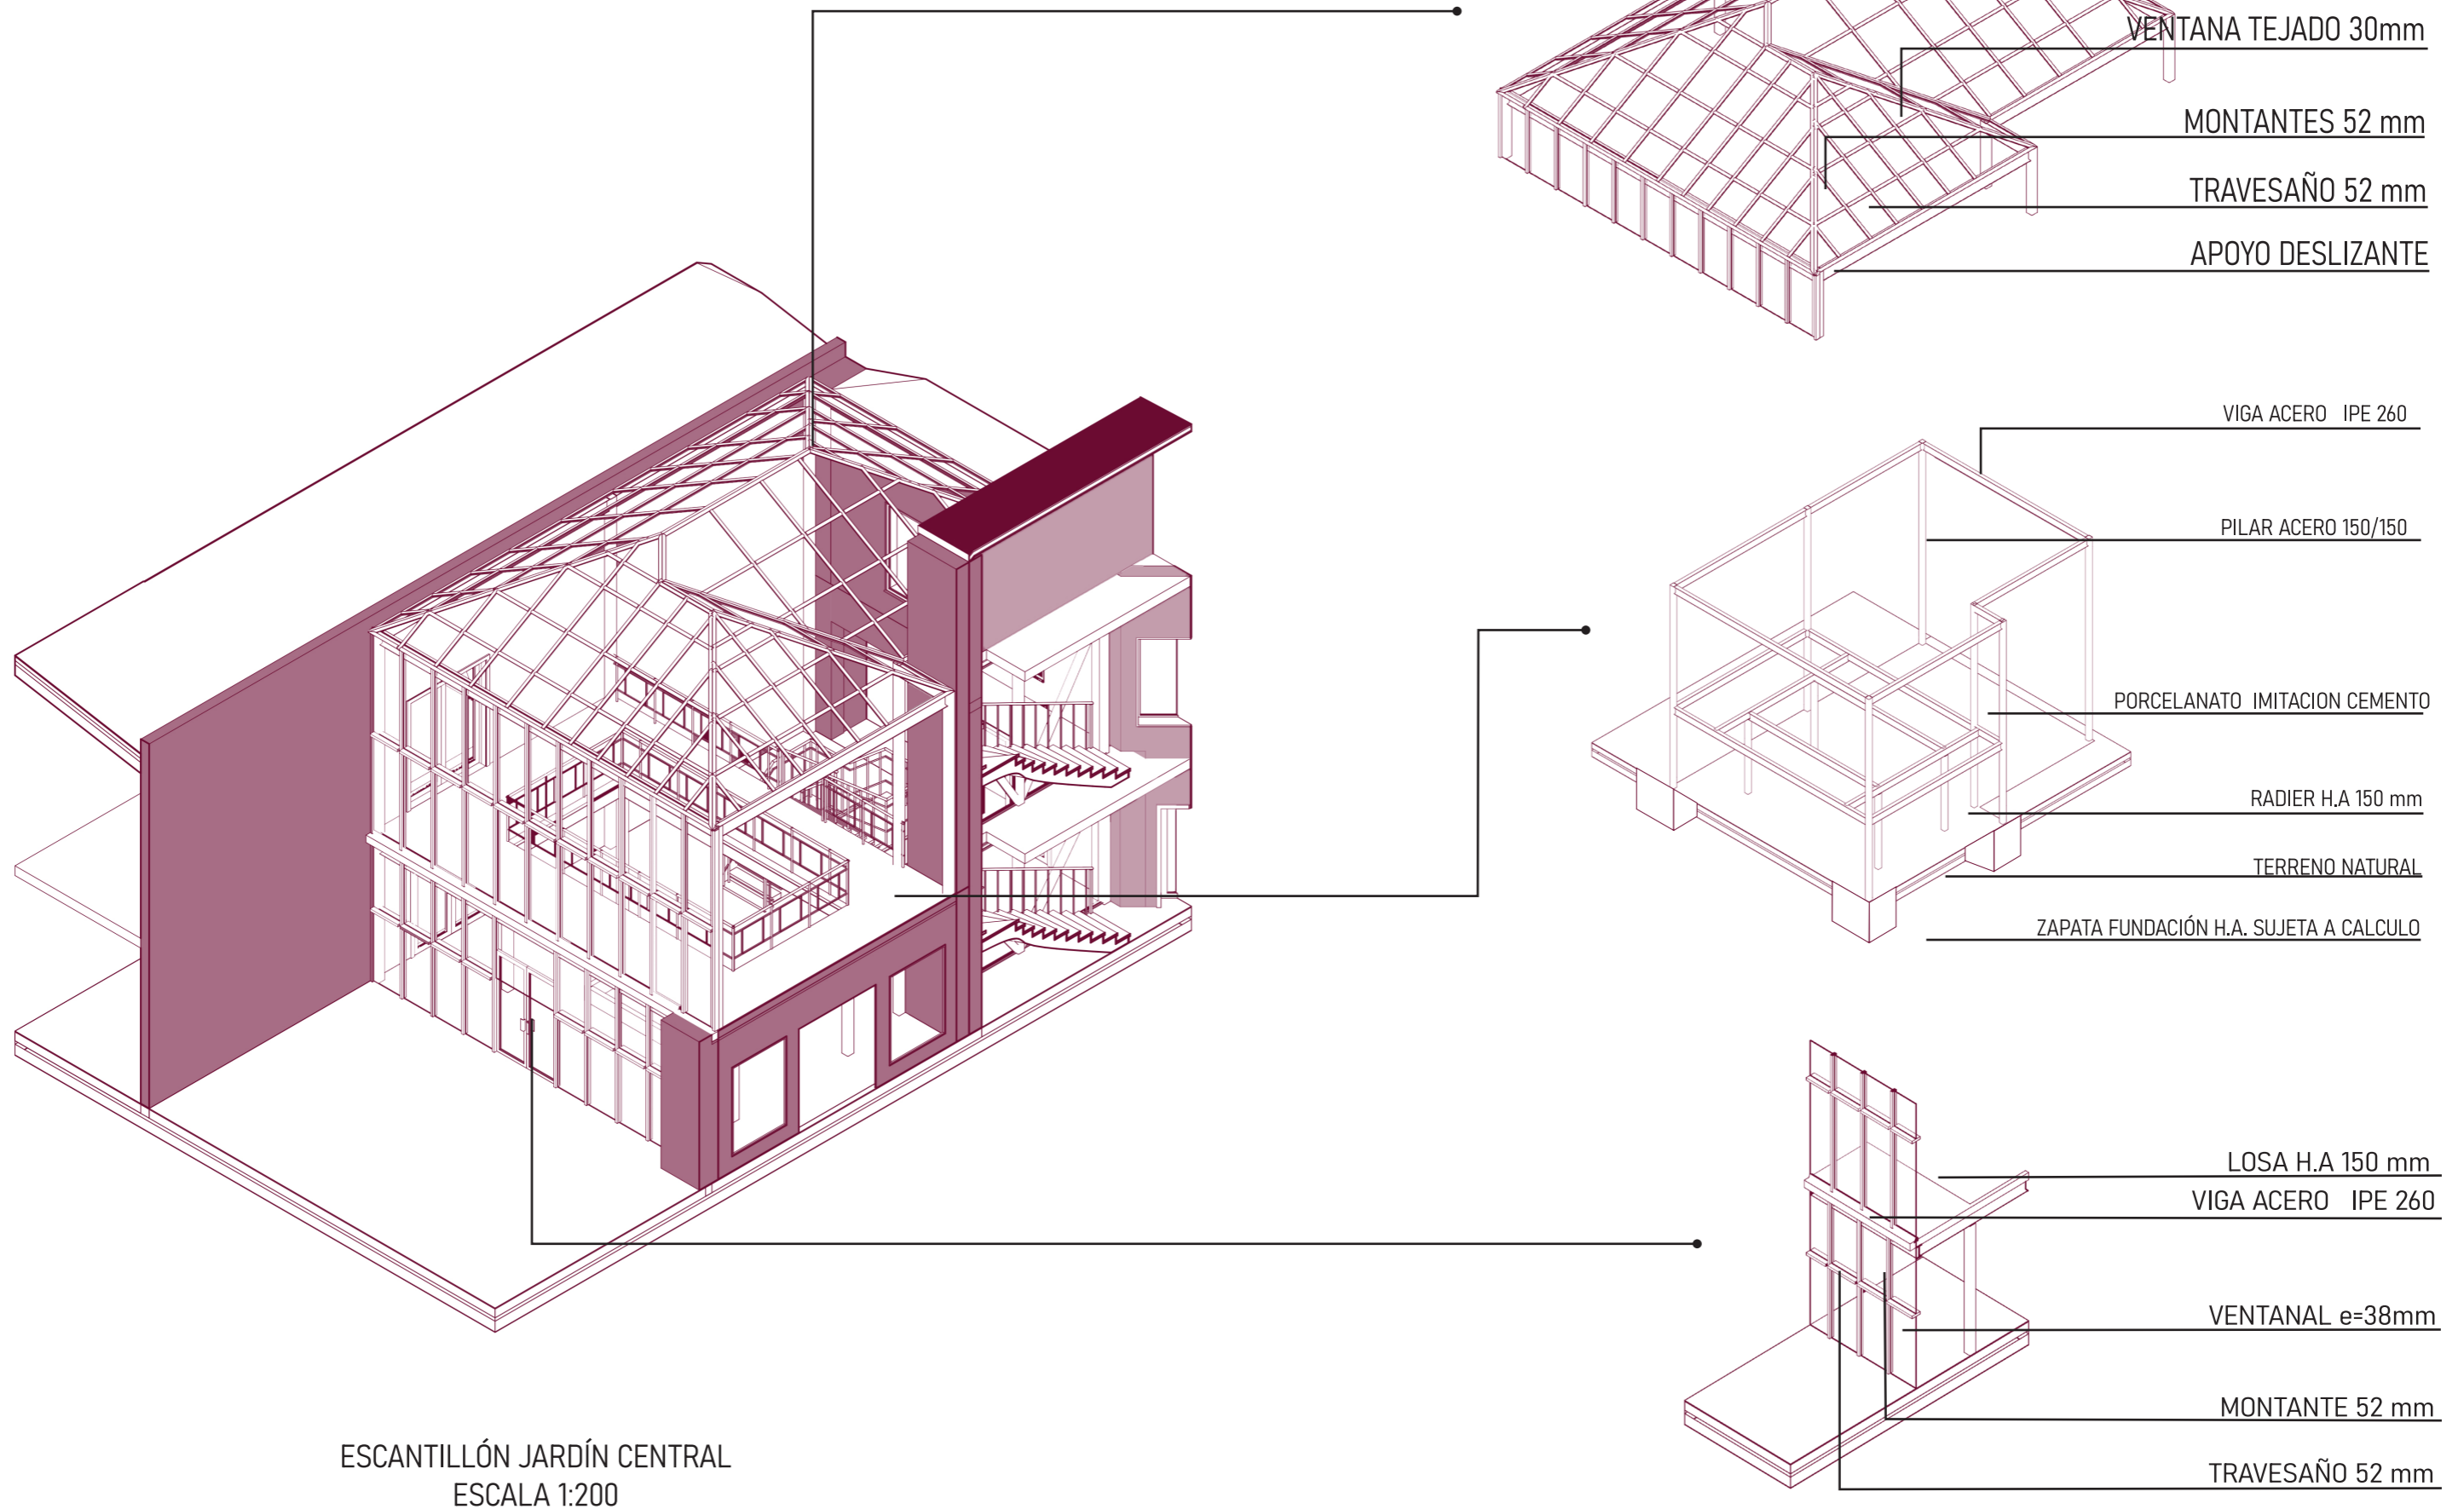 VENTANA TEJADO 30mm
MONTANTES 52 mm
TRAVESAÑO 52 mm
APOYO DESLIZANTE
VIGA ACERO IPE 260
PILAR ACERO 150/150
PORCELANATO IMITACION CEMENTO
RADIER H.A 150 mm
TERRENO NATURAL
ZAPATA FUNDACIÓN H.A. SUJETA A CALCULO
LOSA H.A 150 mm
VIGA ACERO IPE 260
VENTANAL e=38mm
MONTANTE 52 mm
TRAVESAÑO 52 mm
ESCANTILLÓN JARDÍN CENTRAL
ESCALA 1:200